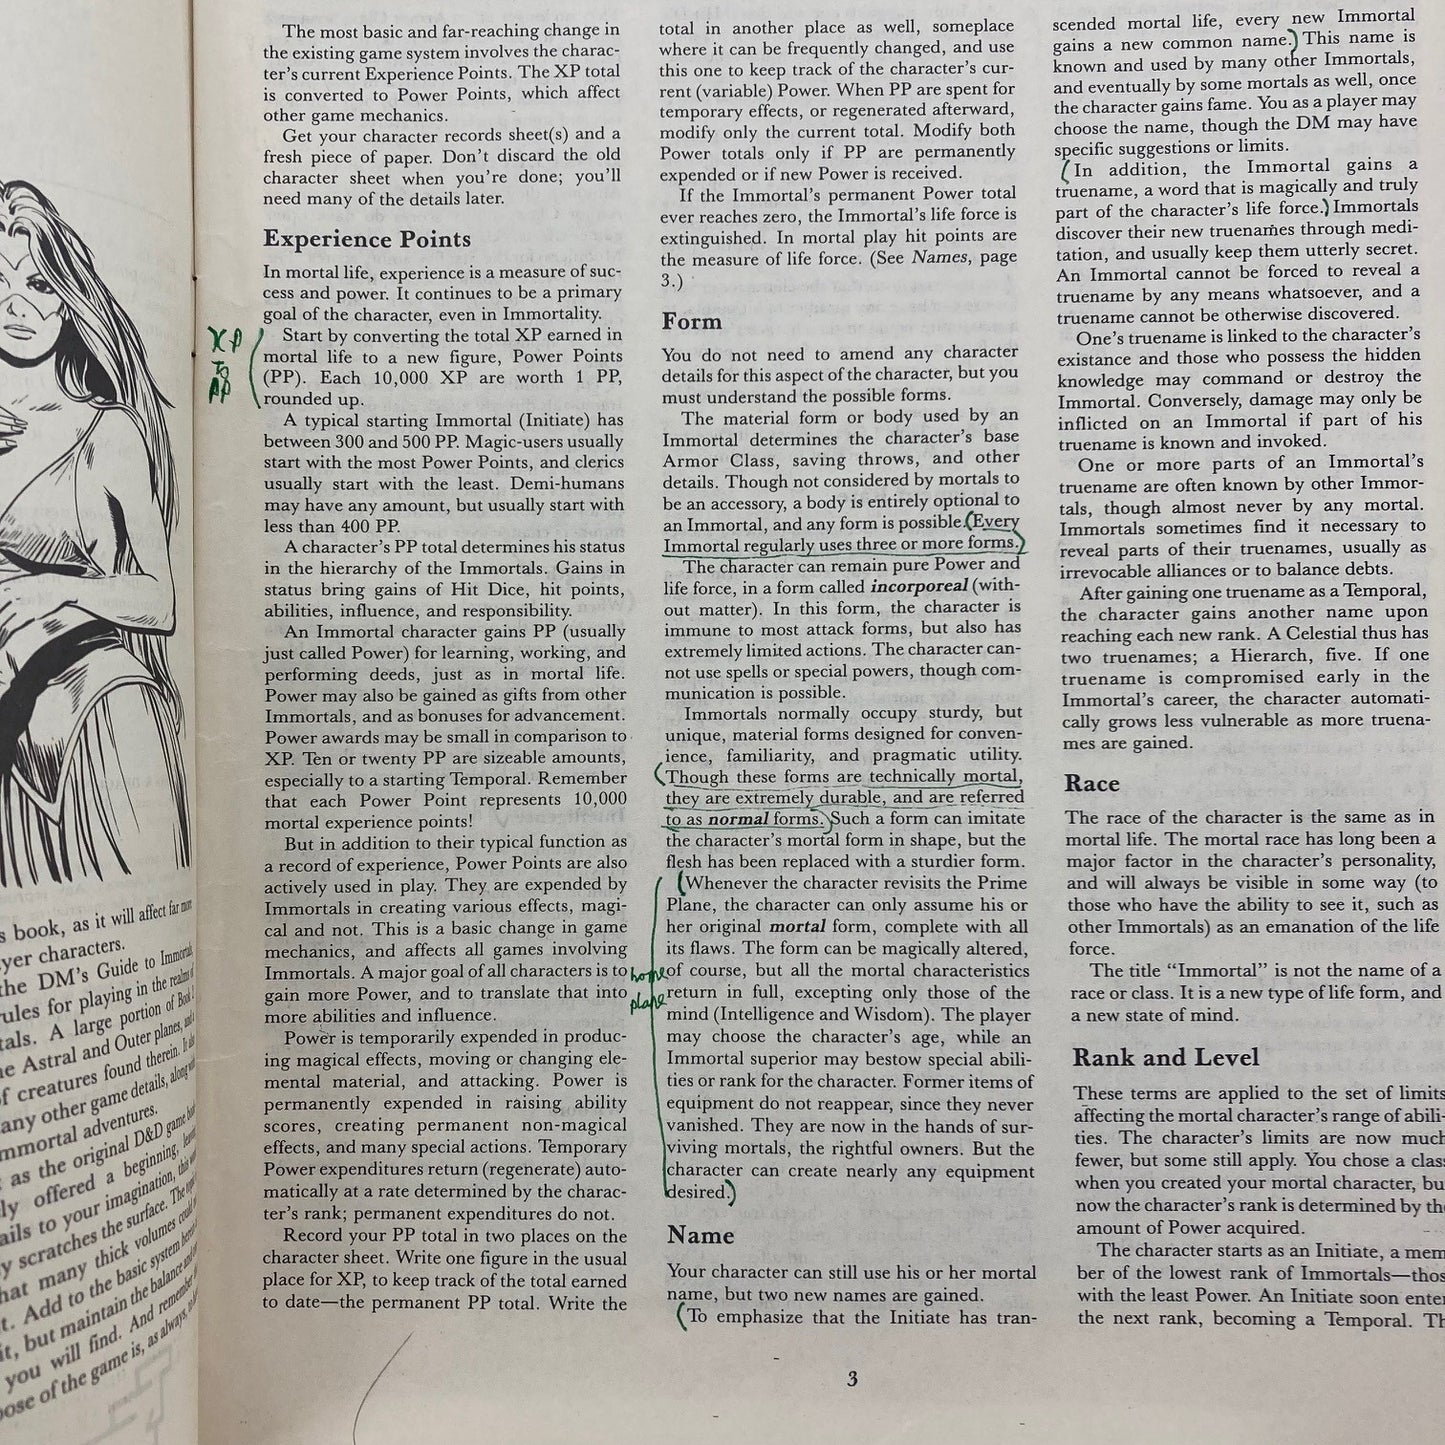 s book, as it will affect far more
yer characters.
the DM's Guide to Immortals,
rules for playing in the realms of
tals. A large portion of Book
he Astral and Outer planes, and
of creatures found therein. It also
any other game details, along with
mmortal adventures.
as the original D&D game books
ly offered a beginning,
ails to your imagination, this
y scratches the surface. The
hat many thick volumes could
t. Add to the basic system
it, but maintain the balance and
you will find. And remember
pose of the game is, as always,
The most basic and far-reaching change in
the existing game system involves the charac-
ter's current Experience Points. The XP total
is converted to Power Points, which affect
other game mechanics.
Get your character records sheet(s) and a
fresh piece of paper. Don't discard the old
character sheet when you're done; you'll
need many of the details later.
Experience Points
In mortal life, experience is a measure of suc-
cess and power. It continues to be a primary
goal of the character, even in Immortality.
XP
to
PP
Start by converting the total XP earned in
mortal life to a new figure, Power Points
(PP). Each 10,000 XP are worth 1 PP,
rounded up.
A typical starting Immortal (Initiate) has
between 300 and 500 PP. Magic-users usually
start with the most Power Points, and clerics
usually start with the least. Demi-humans
may have any amount, but usually start with
less than 400 PP.
A character's PP total determines his status
in the hierarchy of the Immortals. Gains in
status bring gains of Hit Dice, hit points,
abilities, influence, and responsibility.
An Immortal character gains PP (usually
just called Power) for learning, working, and
performing deeds, just as in mortal life.
Power may also be gained as gifts from other
Immortals, and as bonuses for advancement.
Power awards may be small in comparison to
XP. Ten or twenty PP are sizeable amounts,
especially to a starting Temporal. Remember
that each Power Point represents 10,000
mortal experience points!
But in addition to their typical function as
a record of experience, Power Points are also
actively used in play. They are expended by
Immortals in creating various effects, magi-
cal and not. This is a basic change in game
mechanics, and affects all games involving
Immortals. A major goal of all characters is to
gain more Power, and to translate that into
more abilities and influence.
Power is temporarily expended in produc-
ing magical effects, moving or changing ele-
mental material, and attacking. Power is
permanently expended in raising ability
scores, creating permanent non-magical
effects, and many special actions. Temporary
Power expenditures return (regenerate) auto-
matically at a rate determined by the charac-
ter's rank; permanent expenditures do not.
Record your PP total in two places on the
character sheet. Write one figure in the usual
place for XP, to keep track of the total earned
to date—the permanent PP total. Write the
total in another place as well, someplace
where it can be frequently changed, and use
this one to keep track of the character's cur-
rent (variable) Power. When PP are spent for
temporary effects, or regenerated afterward,
modify only the current total. Modify both
Power totals only if PP are permanently
expended or if new Power is received.
If the Immortal's permanent Power total
ever reaches zero, the Immortal's life force is
extinguished. In mortal play hit points are
the measure of life force. (See Names, page
3.)
Form
You do not need to amend any character
details for this aspect of the character, but you
must understand the possible forms.
The material form or body used by an
Immortal determines the character's base
Armor Class, saving throws, and other
details. Though not considered by mortals to
be an accessory, a body is entirely optional to
an Immortal, and any form is possible. (Every
Immortal regularly uses three or more forms.)
The character can remain pure Power and
life force, in a form called incorporeal (with-
out matter). In this form, the character is
immune to most attack forms, but also has
extremely limited actions. The character can-
not use spells or special powers, though com-
munication is possible.
Immortals normally occupy sturdy, but
unique, material forms designed for conven-
ience, familiarity, and pragmatic utility.
(Though these forms are technically mortal,
they are extremely durable, and are referred
to as normal forms.) Such a form can imitate
the character's mortal form in shape, but the
flesh has been replaced with a sturdier form.
(Whenever the character revisits the Prime
Plane, the character can only assume his or
her original mortal form, complete with all
its flaws. The form can be magically altered,
home
plane
of course, but all the mortal characteristics
return in full, excepting only those of the
mind (Intelligence and Wisdom). The player
may choose the character's age, while an
Immortal superior may bestow special abili-
ties or rank for the character. Former items of
equipment do not reappear, since they never
vanished. They are now in the hands of sur-
viving mortals, the rightful owners. But the
character can create nearly any equipment
desired.)
Name
Your character can still use his or her mortal
name, but two new names are gained.
(To emphasize that the Initiate has tran-
scended mortal life, every new Immortal
gains a new common name.) This name is
known and used by many other Immortals,
and eventually by some mortals as well, once
the character gains fame. You as a player may
choose the name, though the DM may have
specific suggestions or limits.
(In addition, the Immortal gains a
truename, a word that is magically and truly
part of the character's life force.) Immortals
discover their new truenames through medi-
tation, and usually keep them utterly secret.
An Immortal cannot be forced to reveal a
truename by any means whatsoever, and a
truename cannot be otherwise discovered.
One's truename is linked to the character's
existance and those who possess the hidden
knowledge may command or destroy the
Immortal. Conversely, damage may only be
inflicted on an Immortal if part of his
truename is known and invoked.
One or more parts of an Immortal's
truename are often known by other Immor-
tals, though almost never by any mortal.
Immortals sometimes find it necessary to
reveal parts of their truenames, usually as
irrevocable alliances or to balance debts.
After gaining one truename as a Temporal,
the character gains another name upon
reaching each new rank. A Celestial thus has
two truenames; a Hierarch, five. If one
truename is compromised early in the
Immortal's career, the character automati-
cally grows less vulnerable as more truena-
mes are gained.
Race
The race of the character is the same as in
mortal life. The mortal race has long been a
major factor in the character's personality,
and will always be visible in some way (to
those who have the ability to see it, such as
other Immortals) as an emanation of the life
force.
The title “Immortal” is not the name of a
race or class. It is a new type of life form, and
a new state of mind.
Rank and Level
These terms are applied to the set of limits
affecting the mortal character's range of abili-
ties. The character's limits are now much
fewer, but some still apply. You chose a class
when you created your mortal character, but
now the character's rank is determined by the
amount of Power acquired.
The character starts as an Initiate, a mem
ber of the lowest rank of Immortals—thos
with the least Power. An Initiate soon enter
the next rank, becoming a Temporal. Th
3